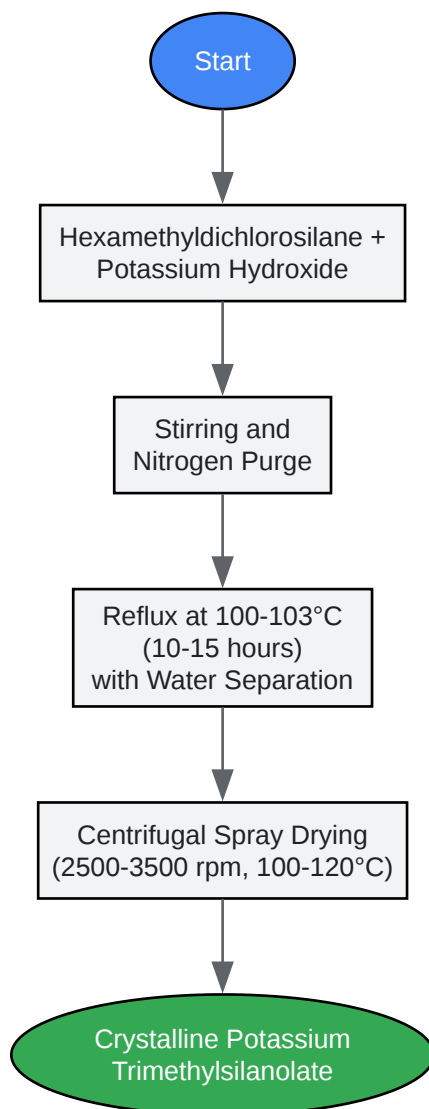 Start
Hexamethyldichlorosilane +
Potassium Hydroxide
Stirring and
Nitrogen Purge
Reflux at 100-103°C
(10-15 hours)
with Water Separation
Centrifugal Spray Drying
(2500-3500 rpm, 100-120°C)
Crystalline Potassium
Trimethylsilanolate